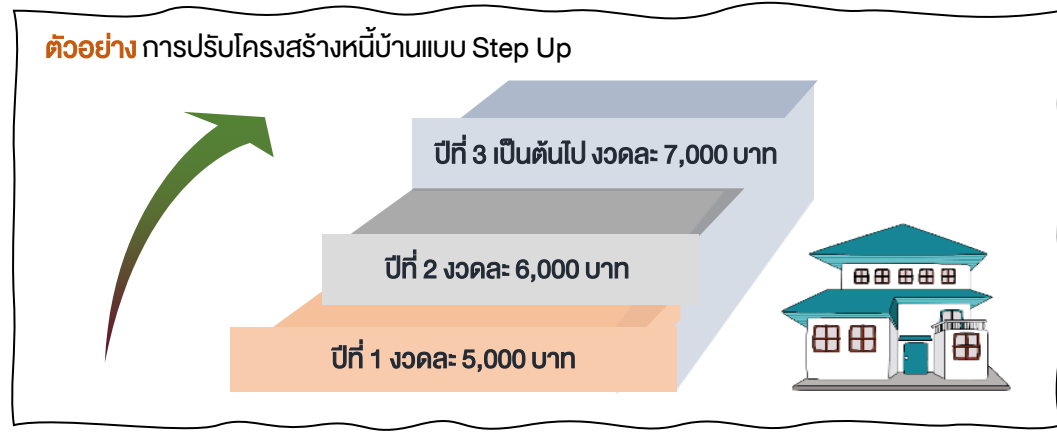 ตัวอย่าง การปรับโครงสร้างหนี้บ้านแบบ Step Up
ปีที่ 3 เป็นต้นไป งวดละ 7,000 บาท
ปีที่ 2 งวดละ 6,000 บาท
ปีที่ 1 งวดละ 5,000 บาท